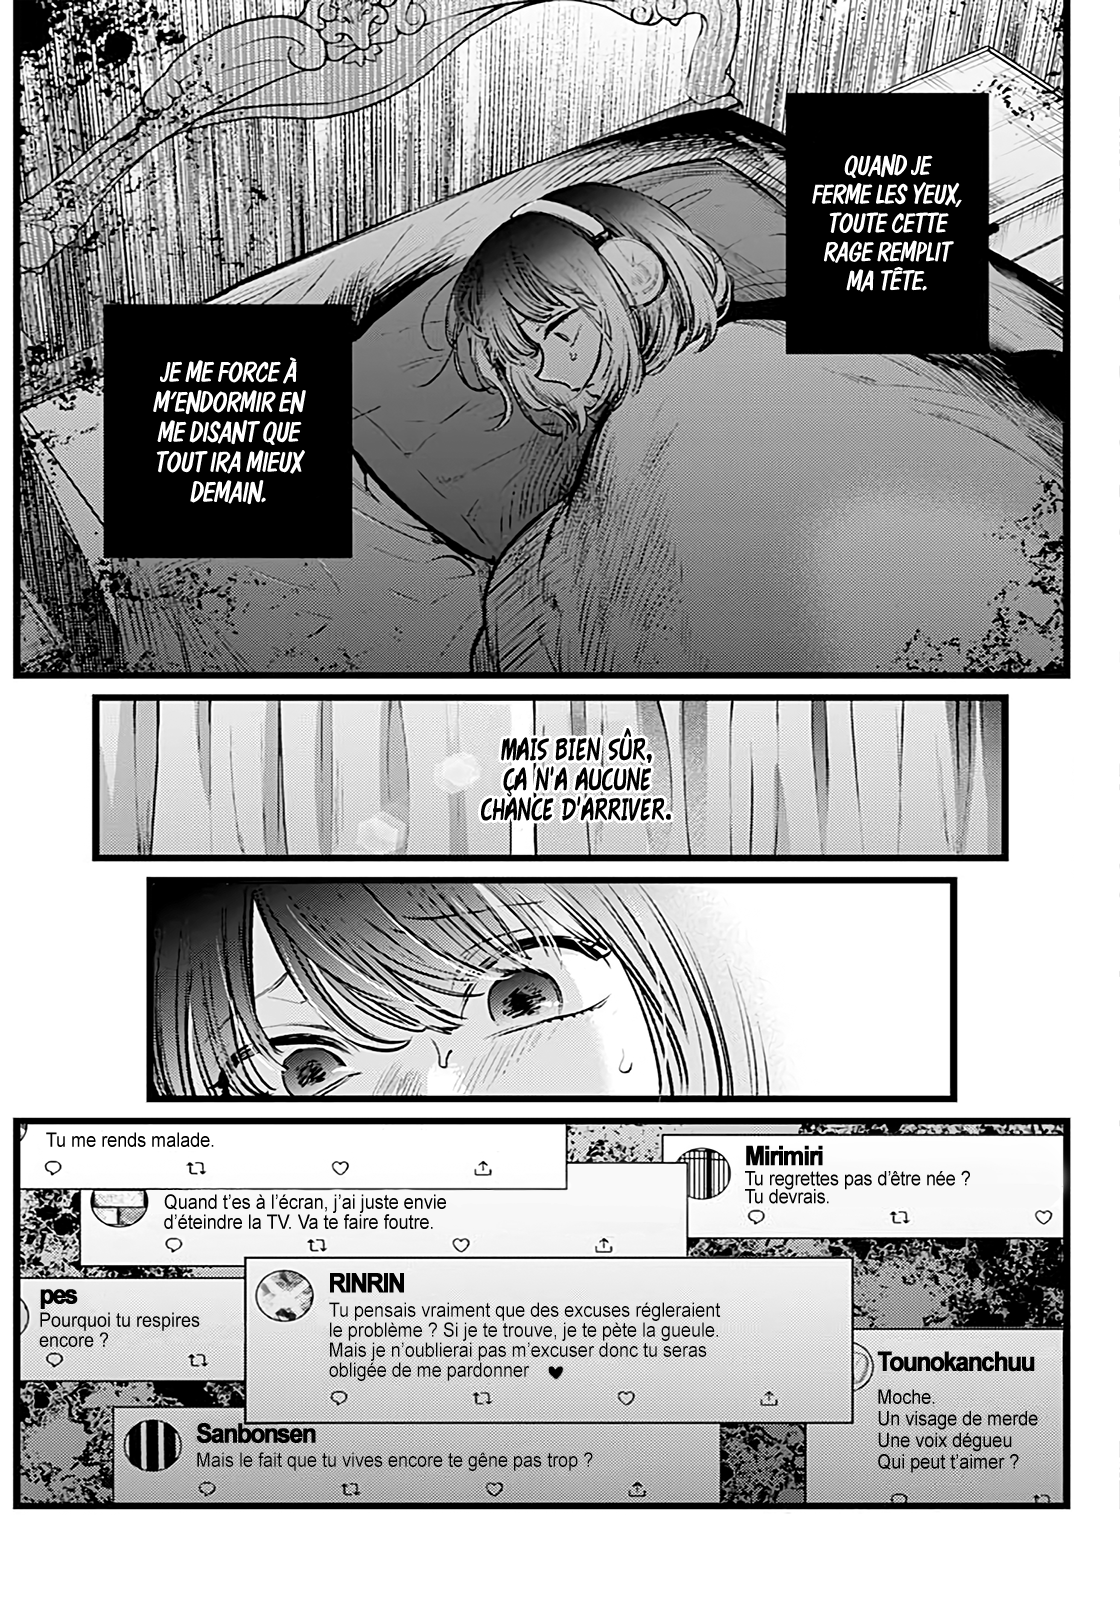 QUAND JE
FERME LES YEUX,
TOUTE CETTE
RAGE REMPLIT
MA TÊTE.
JE ME FORCE À
M'ENDORMIR EN
ME DISANT QUE
TOUT IRA MIEUX
DEMAIN.
MAIS BIEN SÛR,
ÇA N'A AUCUNE
CHANCE D'ARRIVER.
Tu me rends malade.
Mirimiri
Tu regrettes pas d'être née ?
Tu devrais.
Quand t'es à l'écran, j'ai juste envie
d'éteindre la TV. Va te faire foutre.
RINRIN
Tu pensais vraiment que des excuses régleraient
le problème ? Si je te trouve, je te pète la gueule.
Mais je n'oublierai pas m'excuser donc tu seras
obligée de me pardonner ♥
pes
Pourquoi tu respires
encore ?
Tounokanchuu
Moche.
Un visage de merde
Une voix dégueu
Qui peut t'aimer ?
Sanbonsen
Mais le fait que tu vives encore te gêne pas trop ?